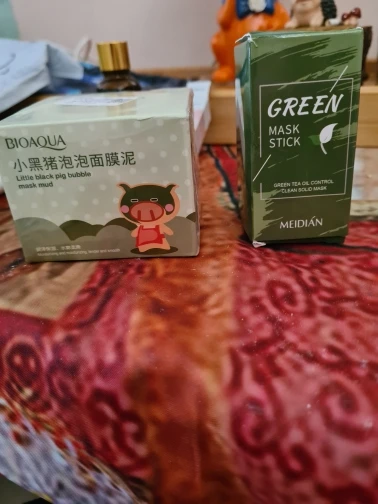 BIOAQUA
小黑猪泡泡面膜泥
Little black pig bubble
mask mud
GREEN
MASK
STICK
GREEN TEA OIL CONTROL
CLEAN SOLID MASK
MEIDIÁN